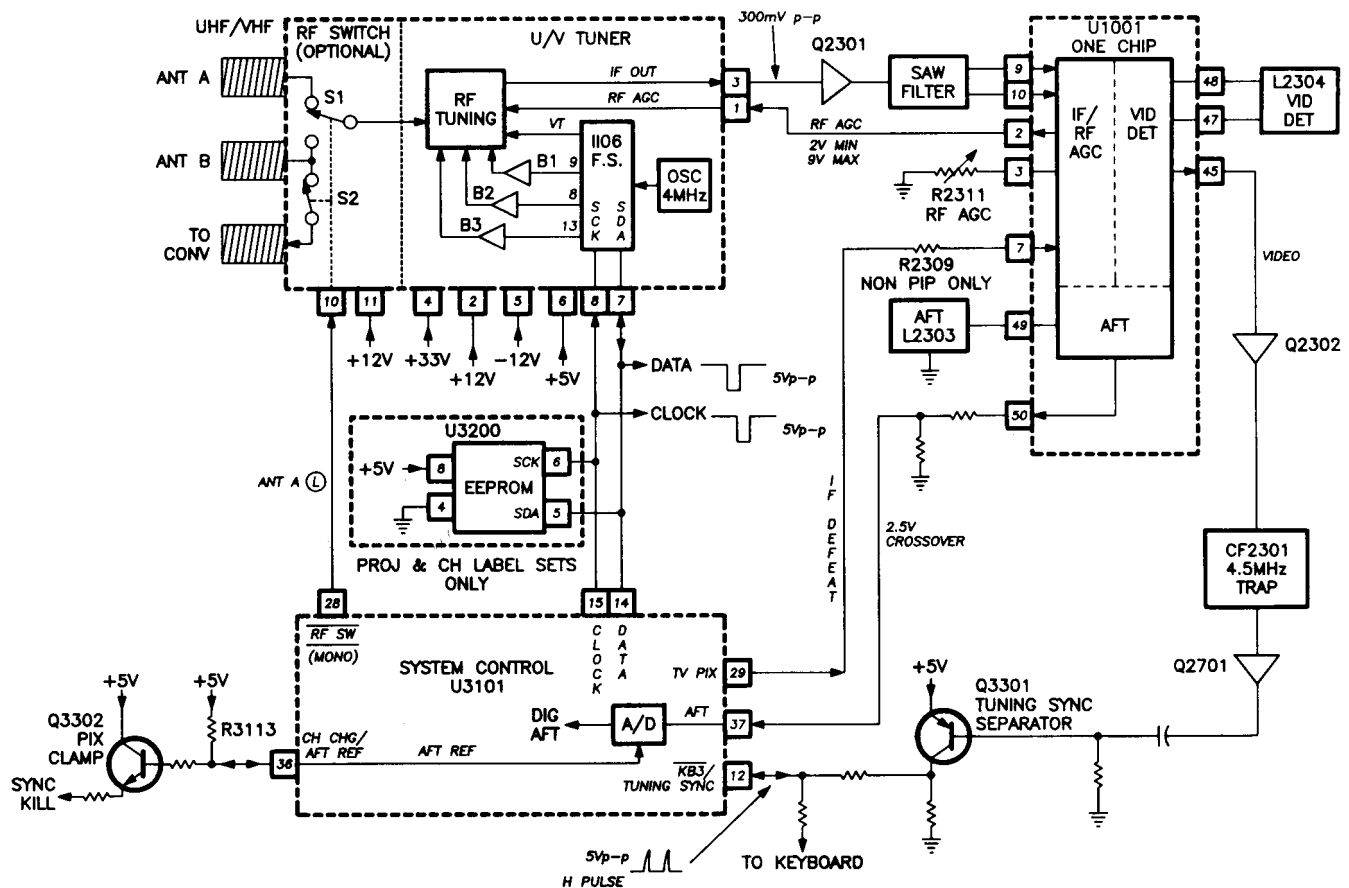 UHF/VHF
RF SWITCH
(OPTIONAL)
U/V TUNER
300mV p-p
Q2301
U1001
ONE CHIP
ANT A
S1
RF
TUNING
IF OUT
3
SAW
FILTER
9
10
48
L2304
VID
DET
47
RF AGC
1
VT
1106
F.S.
OSC
4MHz
RF AGC
2V MIN
9V MAX
2
IF/
RF
AGC
VID
DET
ANT B
S2
B1
9
B2
8
B3
13
S
C
K
S
D
A
3
R2311
RF AGC
45
TO
CONV
7
R2309
NON PIP ONLY
VIDEO
10
11
4
2
5
6
8
7
AFT
L2303
49
AFT
Q2302
+12V
+33V
+12V
-12V
+5V
DATA
5Vp-p
CLOCK
5Vp-p
50
U3200
+5V
8
SCK
6
EEPROM
4
SDA
5
ANT A L
PROJ & CH LABEL SETS
ONLY
I
F
D
E
F
E
A
T
2.5V
CROSSOVER
CF2301
4.5MHz
TRAP
28
15
14
RF SW
(MONO)
C
L
O
C
K
D
A
T
A
SYSTEM CONTROL
U3101
TV PIX
29
+5V
Q2701
+5V
+5V
Q3302
PIX
CLAMP
R3113
DIG
AFT
A/D
AFT
37
Q3301
TUNING SYNC
SEPARATOR
CH CHG/
AFT REF
36
AFT REF
KB3/
TUNING SYNC
12
SYNC
KILL
5Vp-p
H PULSE
TO KEYBOARD